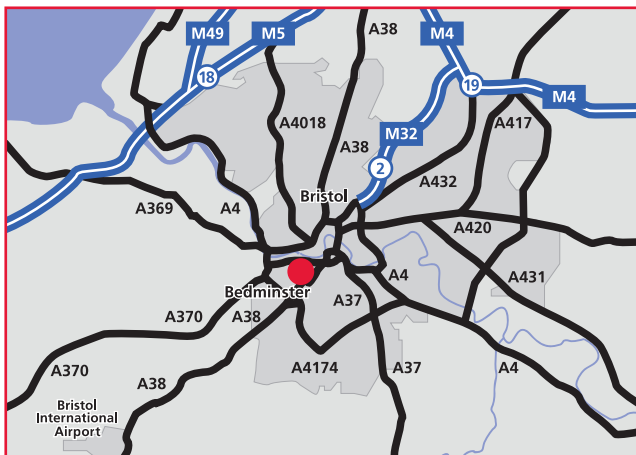 M49
M5
A38
M4
18
19
M4
A4018
A38
M32
A417
2
A432
Bristol
A369
A4
A420
A4
A431
Bedminster
A37
A370
A38
A370
A4174
A37
A4
A38
Bristol
International
Airport